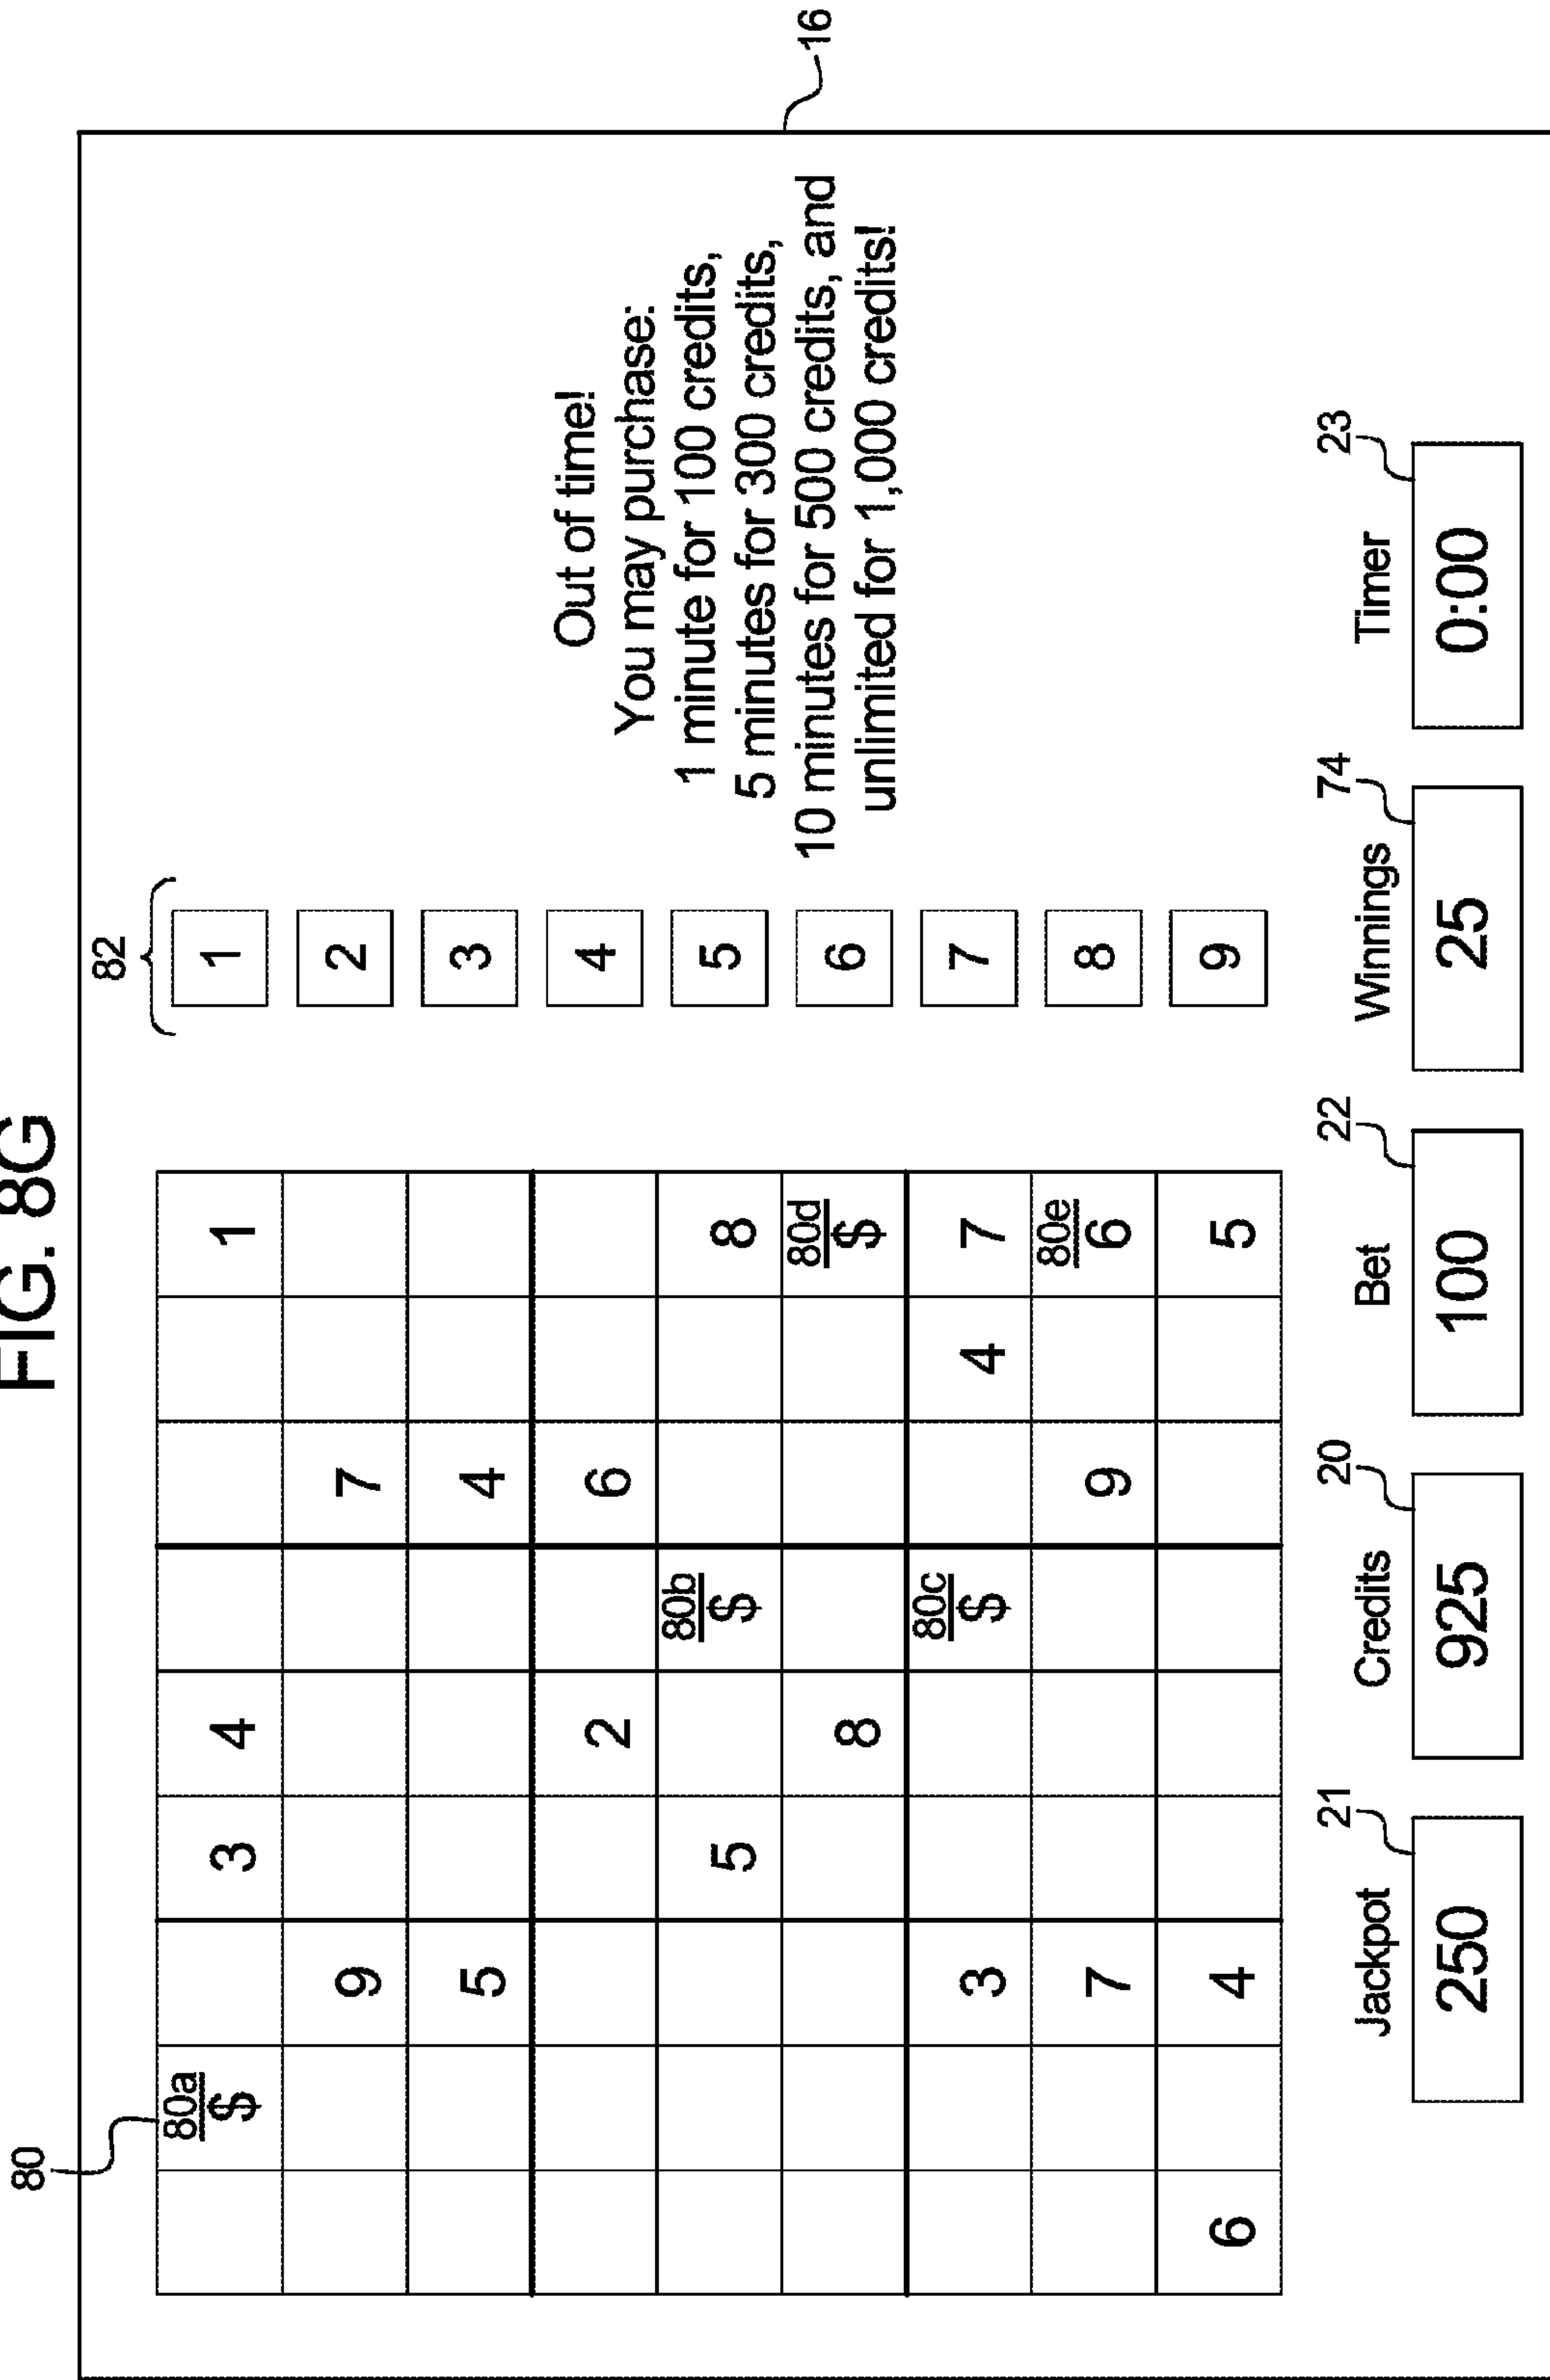 FIG. 8G
80
82
16
80a
$ 3 4 1
9 7
5 4
2 6
80b
5 $ 8
80d
8 $
80c
3 $ 4 7
80e
7 9 6
6 4 5
1
2
3
4
5
6
7
8
9
Out of time!
You may purchase:
1 minute for 100 credits,
5 minutes for 300 credits,
10 minutes for 500 credits, and
unlimited for 1,000 credits!
Jackpot 21
250
Credits 20
925
Bet 22
100
Winnings 74
25
Timer 23
0:00